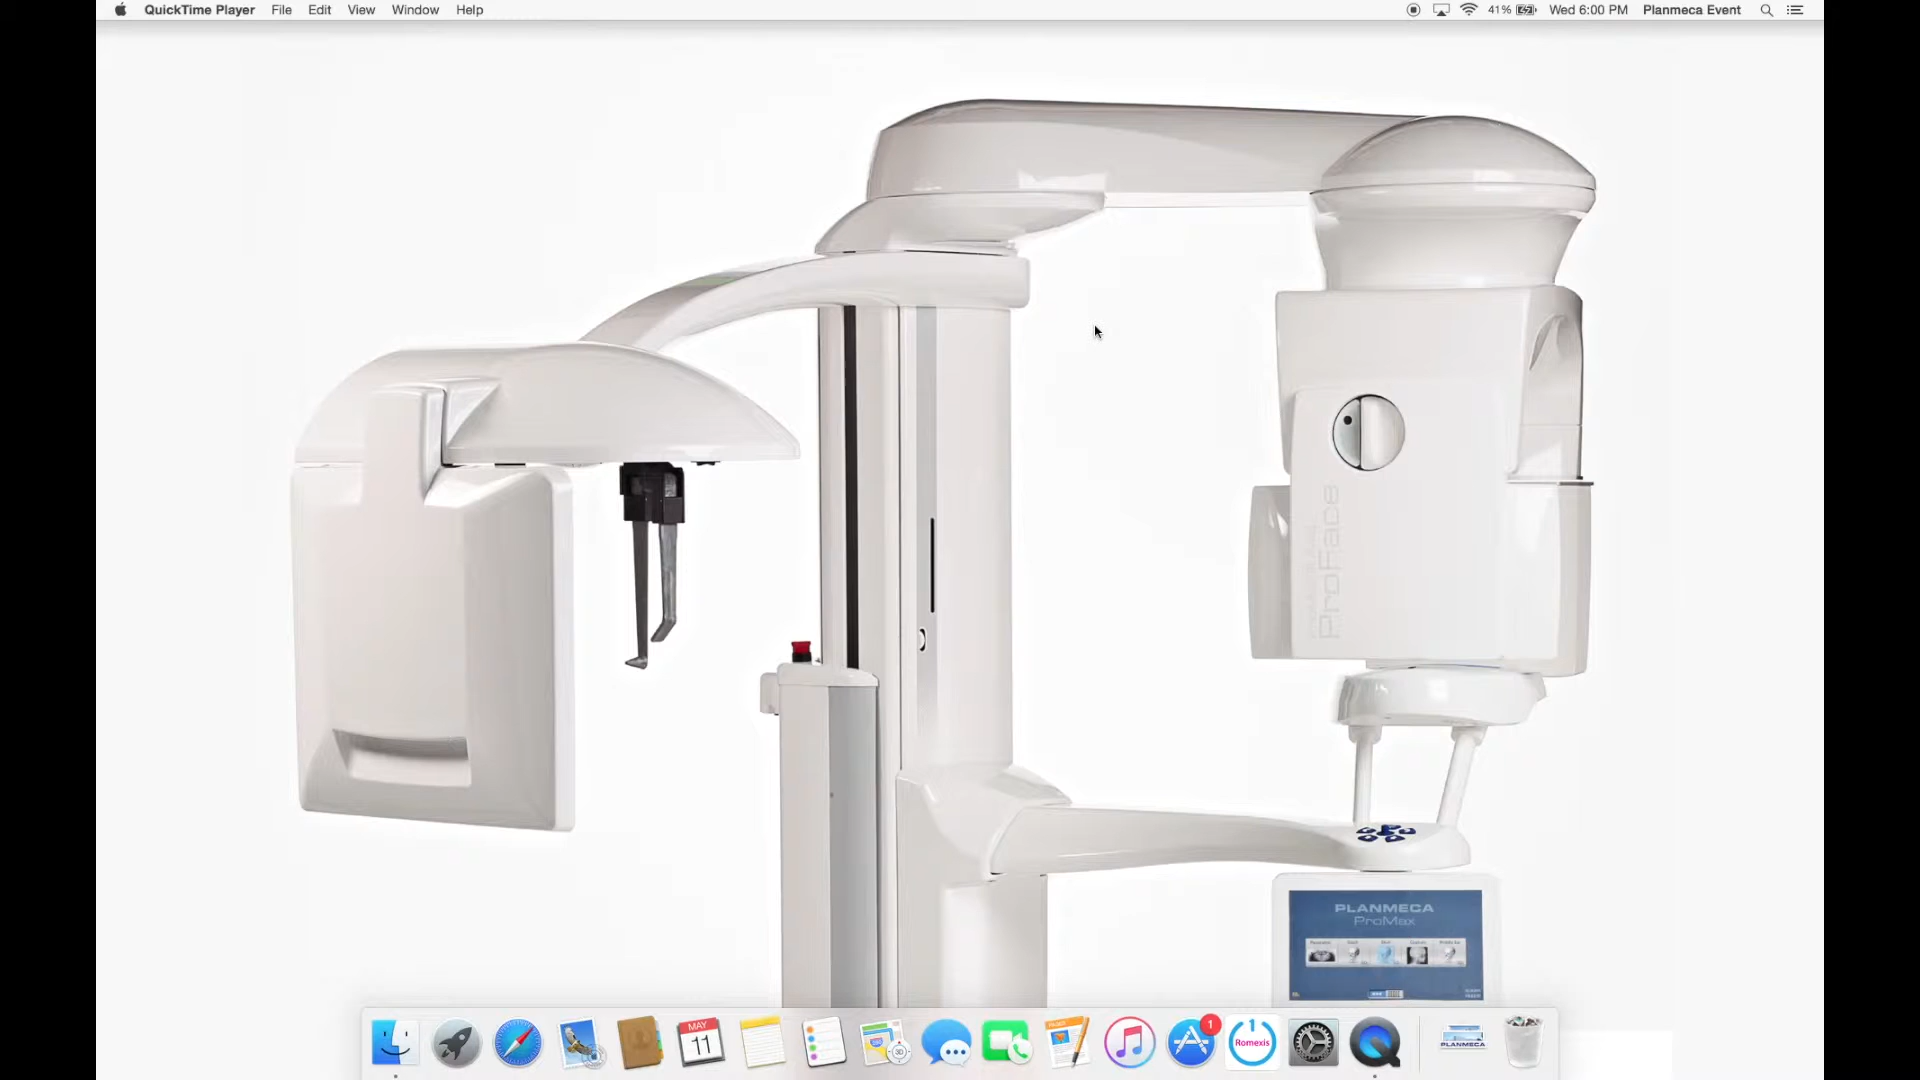 QuickTime Player File Edit View Window Help 41% Wed 6:00 PM Planmeca Event
ProFace
PLANMECA
ProMax
MAY
11
3D
1
Romexis
PLANMECA